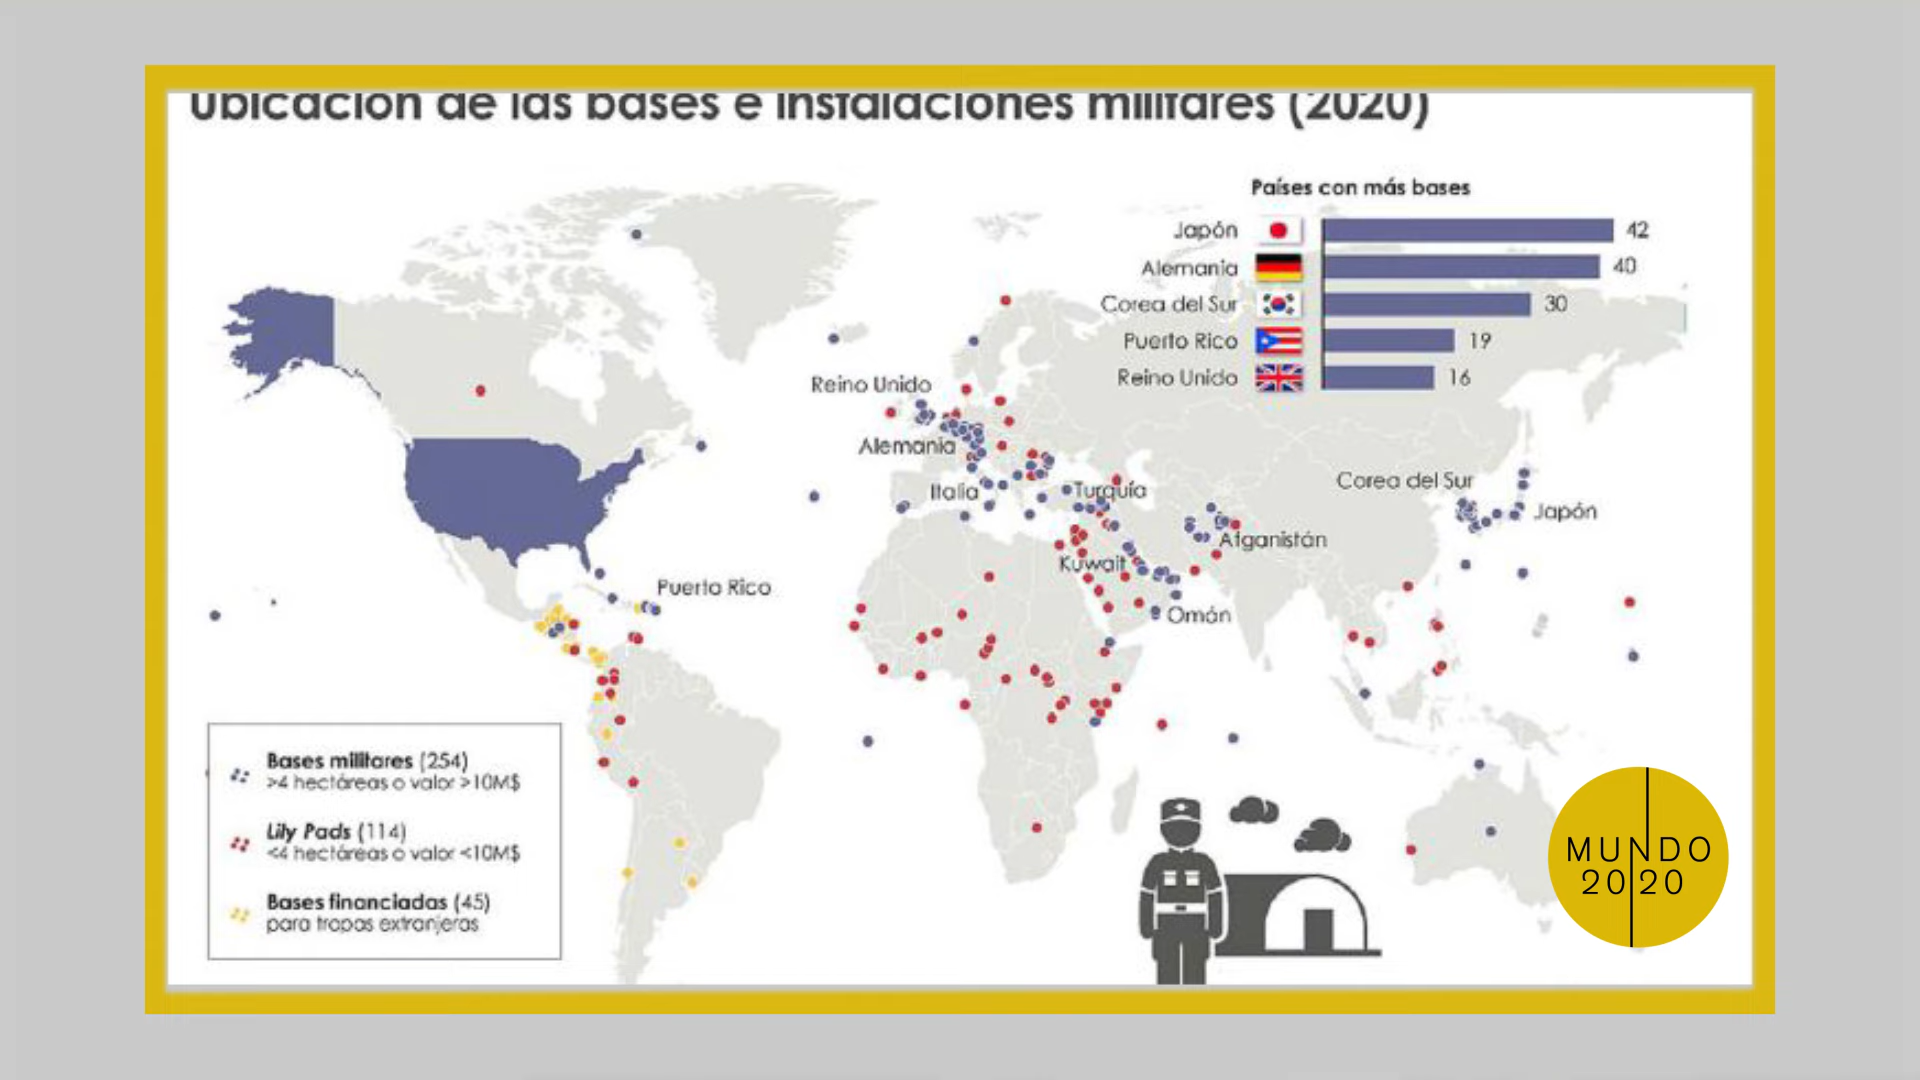 Ubicación de las bases e instalaciones militares (2020)
Países con más bases
Japón 42
Alemania 40
Corea del Sur 30
Puerto Rico 19
Reino Unido 16
Reino Unido
Alemania
Italia
Turquía
Corea del Sur
Japón
Afganistán
Kuwait
Omán
Puerto Rico
Bases militares (254)
>4 hectáreas o valor >10M$
Lily Pads (114)
<4 hectáreas o valor <10M$
Bases financiadas (45)
para tropas extranjeras
MUNDO
2020